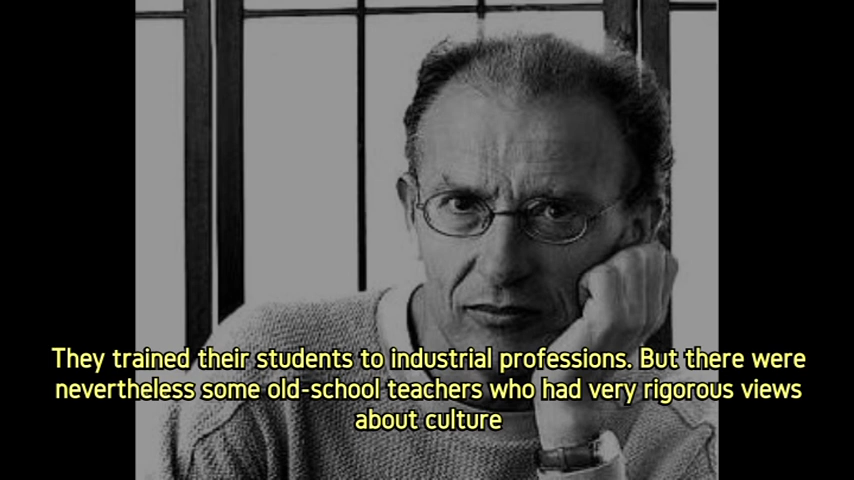 They trained their students to industrial professions. But there were
nevertheless some old-school teachers who had very rigorous views
about culture